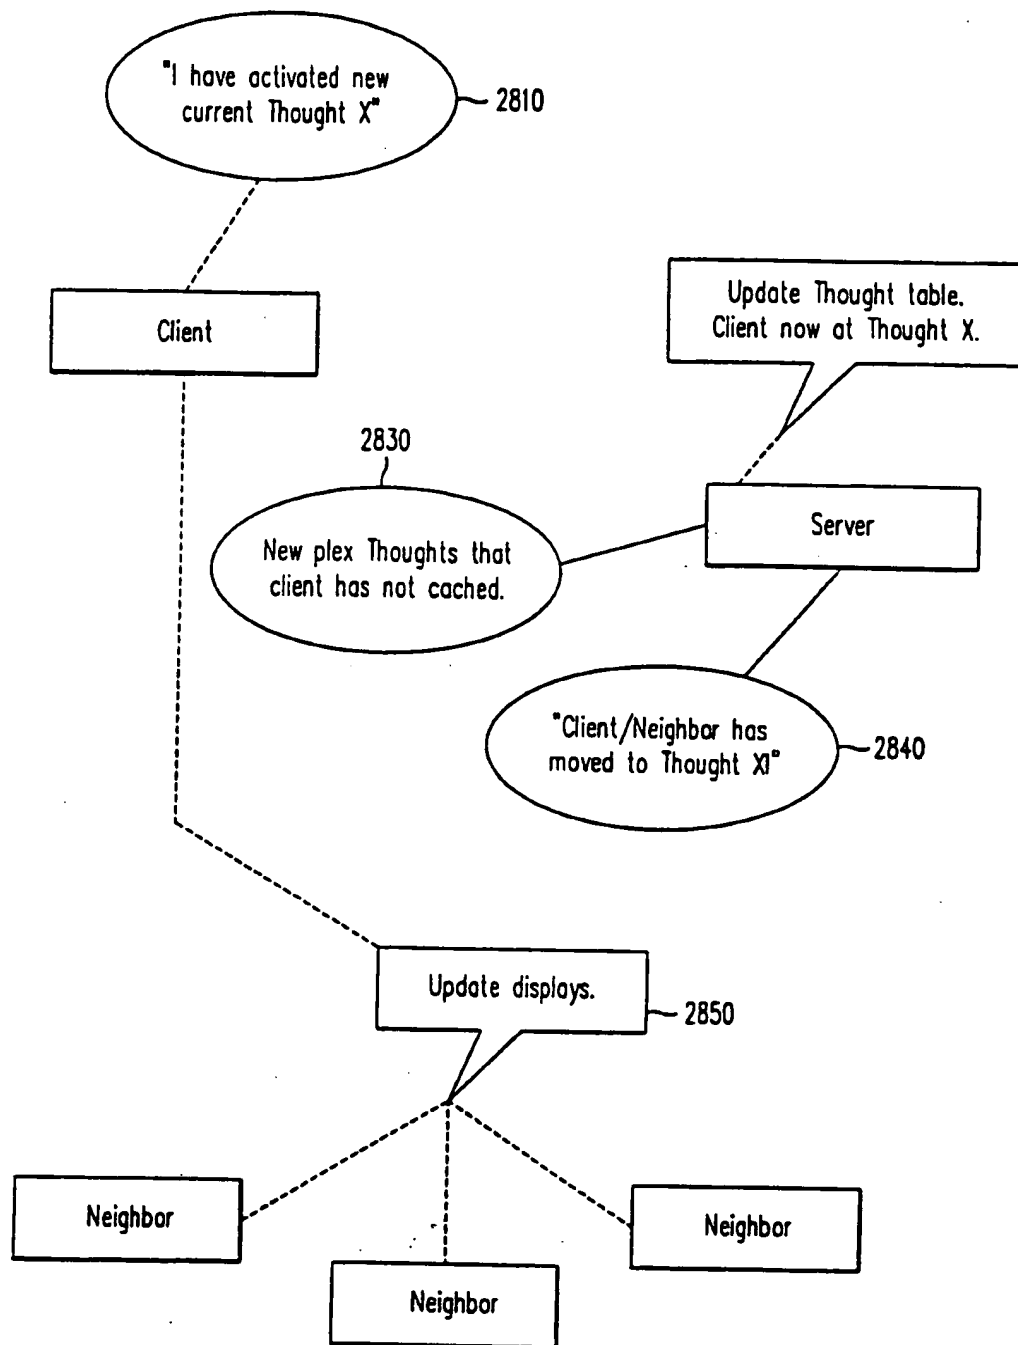 "I have activated new
current Thought X"
2810
Client
Update Thought table.
Client now at Thought X.
2830
Server
New plex Thoughts that
client has not cached.
"Client/Neighbor has
moved to Thought X!"
2840
Update displays.
2850
Neighbor
Neighbor
Neighbor